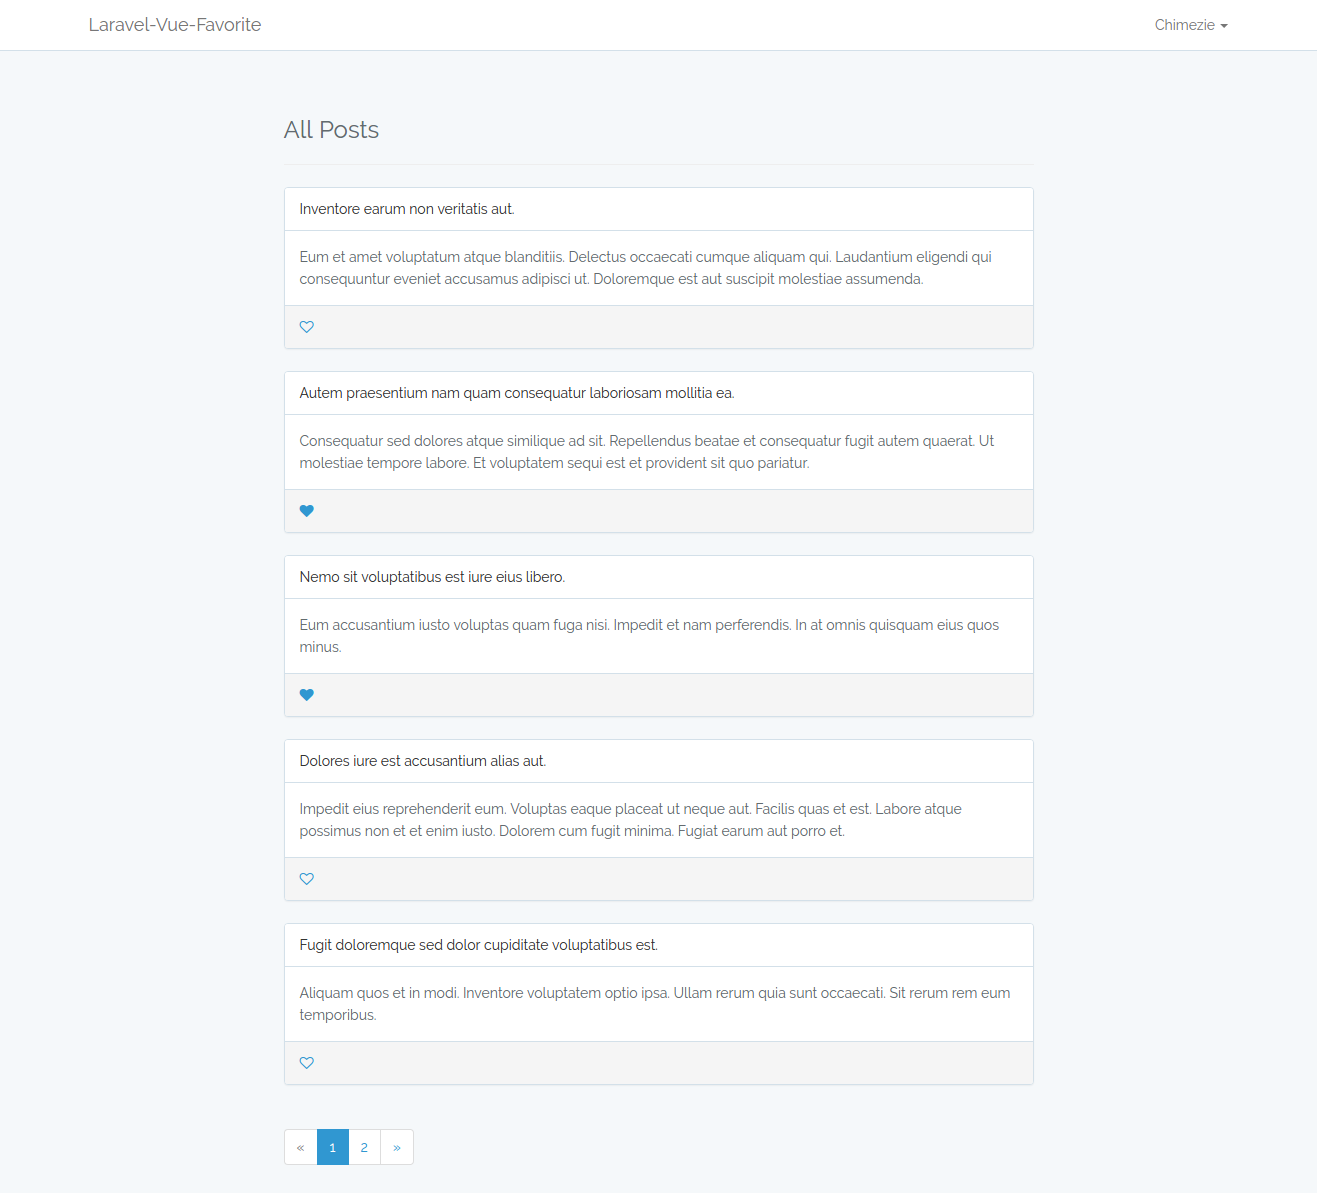 Laravel-Vue-Favorite
Chimezie
All Posts
Inventore earum non veritatis aut.
Eum et amet voluptatum atque blanditiis. Delectus occaecati cumque aliquam qui. Laudantium eligendi qui
consequuntur eveniet accusamus adipisci ut. Doloremque est aut suscipit molestiae assumenda.
Autem praesentium nam quam consequatur laboriosam mollitia ea.
Consequatur sed dolores atque similique ad sit. Repellendus beatae et consequatur fugit autem quaerat. Ut
molestiae tempore labore. Et voluptatem sequi est et provident sit quo pariatur.
Nemo sit voluptatibus est iure eius libero.
Eum accusantium iusto voluptas quam fuga nisi. Impedit et nam perferendis. In at omnis quisquam eius quos
minus.
Dolores iure est accusantium alias aut.
Impedit eius reprehenderit eum. Voluptas eaque placeat ut neque aut. Facilis quas et est. Labore atque
possimus non et et enim iusto. Dolorem cum fugit minima. Fugiat earum aut porro et.
Fugit doloremque sed dolor cupiditate voluptatibus est.
Aliquam quos et in modi. Inventore voluptatem optio ipsa. Ullam rerum quia sunt occaecati. Sit rerum rem eum
temporibus.
« 1 2 »